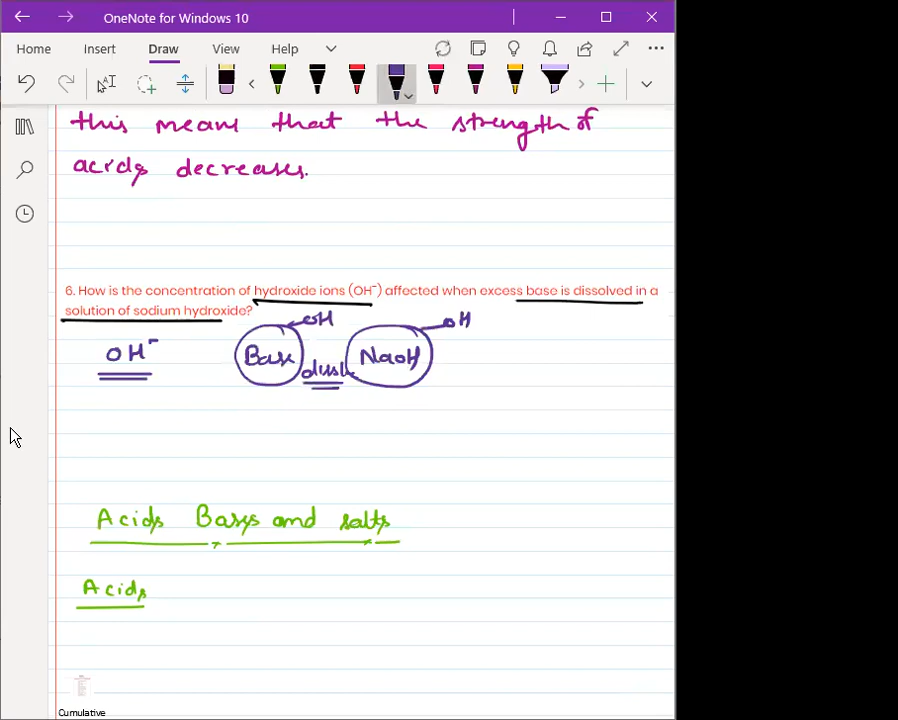 OneNote for Windows 10
Home Insert Draw View Help
this means that the strength of
acids decreases.
6. How is the concentration of hydroxide ions (OH⁻) affected when excess base is dissolved in a
solution of sodium hydroxide?
OH⁻ Base OH dissl NaOH OH
Acids Basys and salts
Acids
Cumulative